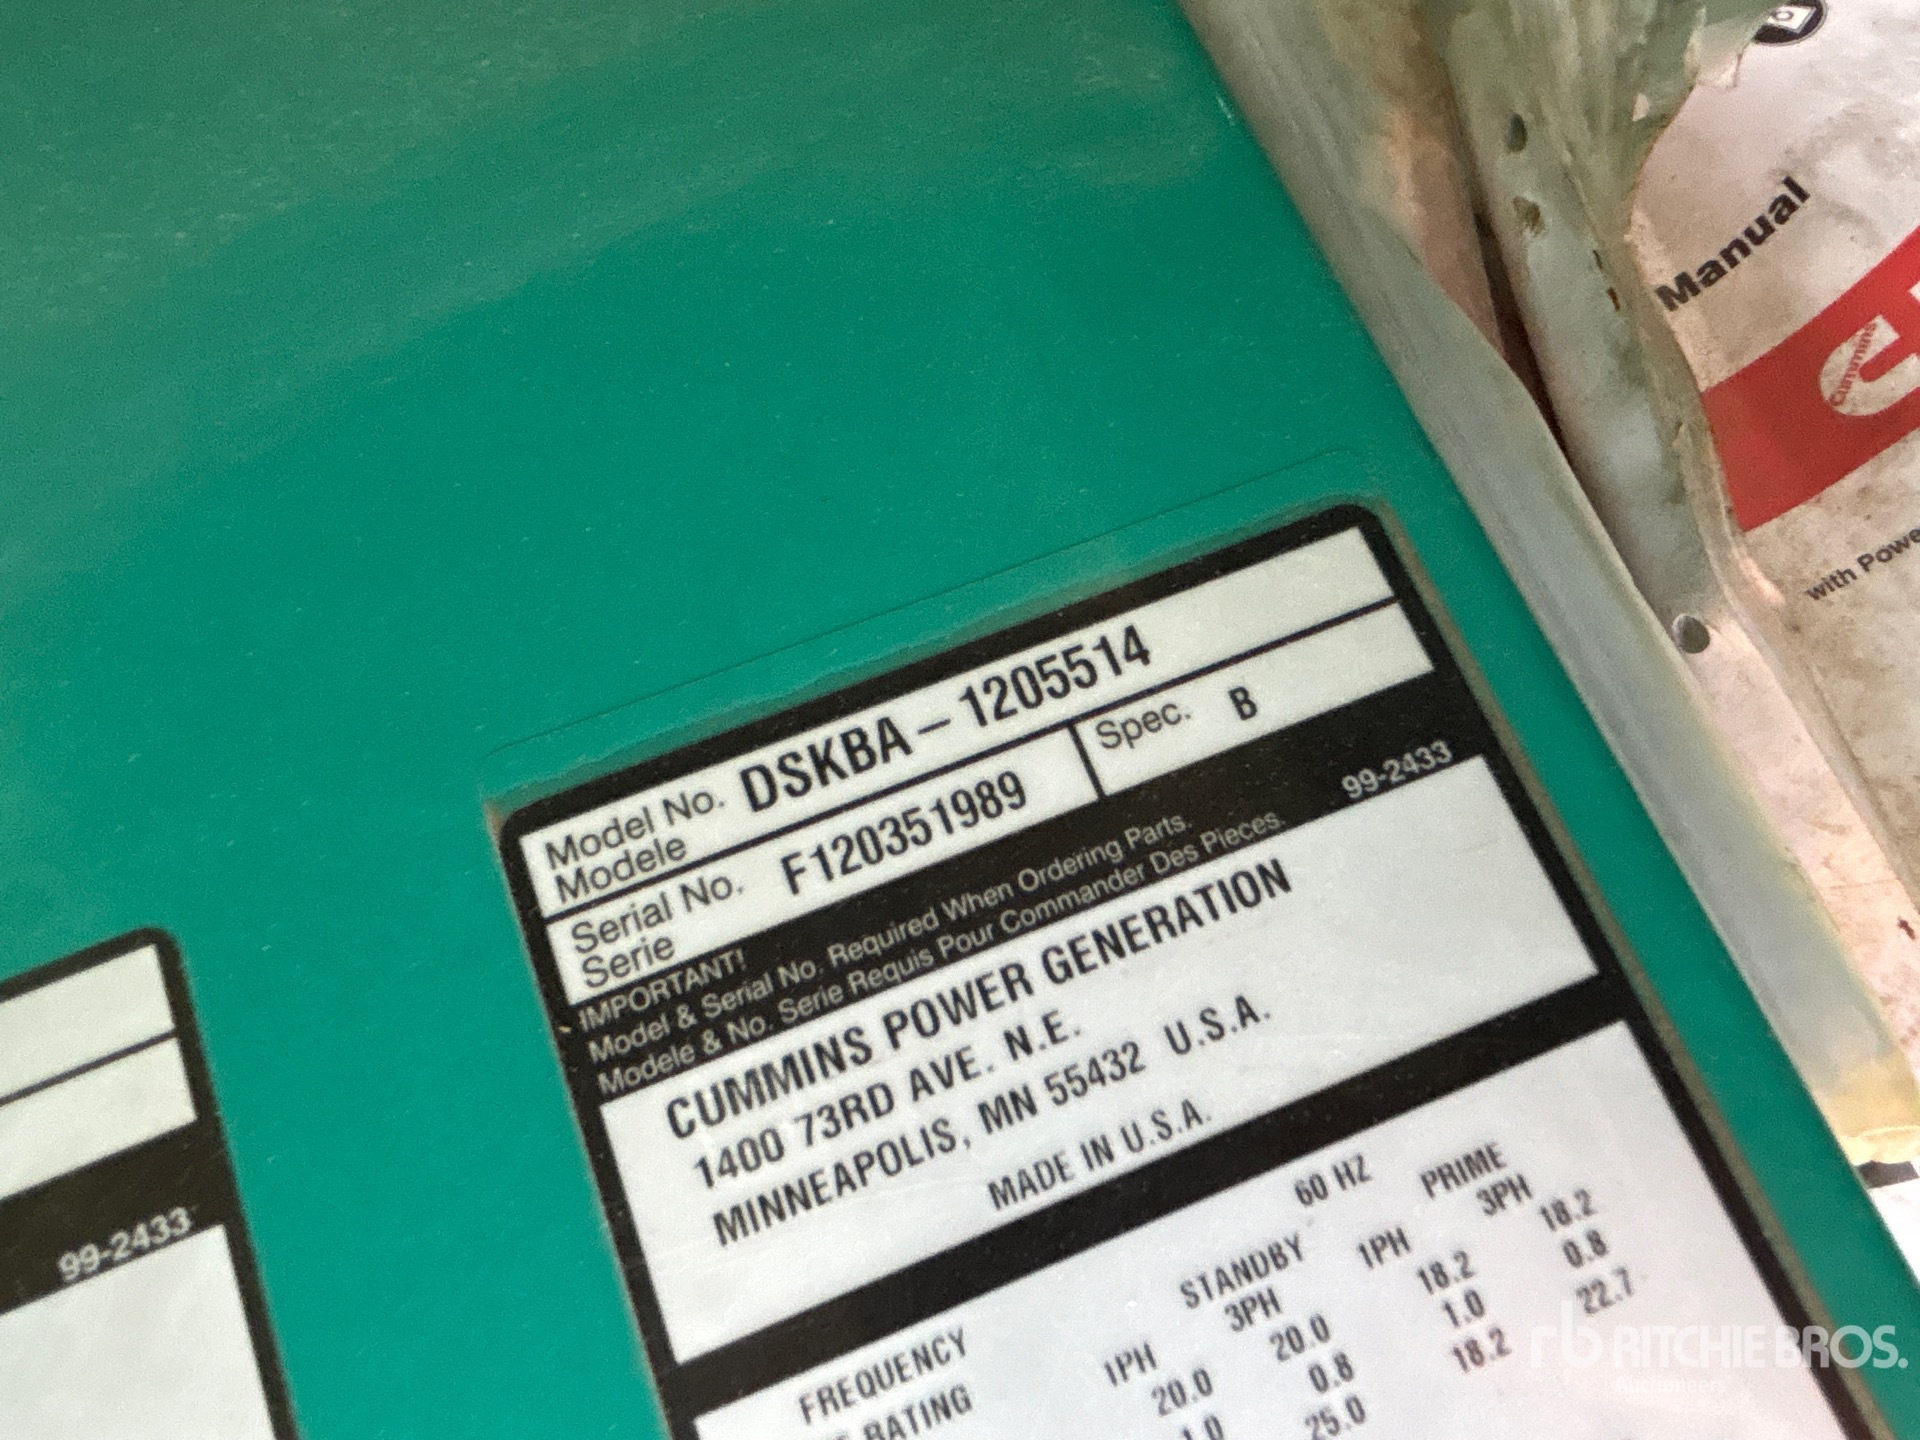 Manual
Cummins
with Powe
Model No. DSKBA – 1205514
Modele
Serial No. F120351989 Spec. B
Serie
IMPORTANT! 99-2433
Model & Serial No. Required When Ordering Parts.
Modele & No. Serie Requis Pour Commander Des Pieces.
CUMMINS POWER GENERATION
1400 73RD AVE. N.E.
MINNEAPOLIS, MN 55432 U.S.A.
MADE IN U.S.A.
FREQUENCY 60 HZ
STANDBY PRIME
1PH 3PH 1PH 3PH
RATING 20.0 20.0 18.2 18.2
1.0 0.8 1.0 0.8
25.0 18.2 22.7
99-2433
rb RITCHIE BROS.
Auctioneers